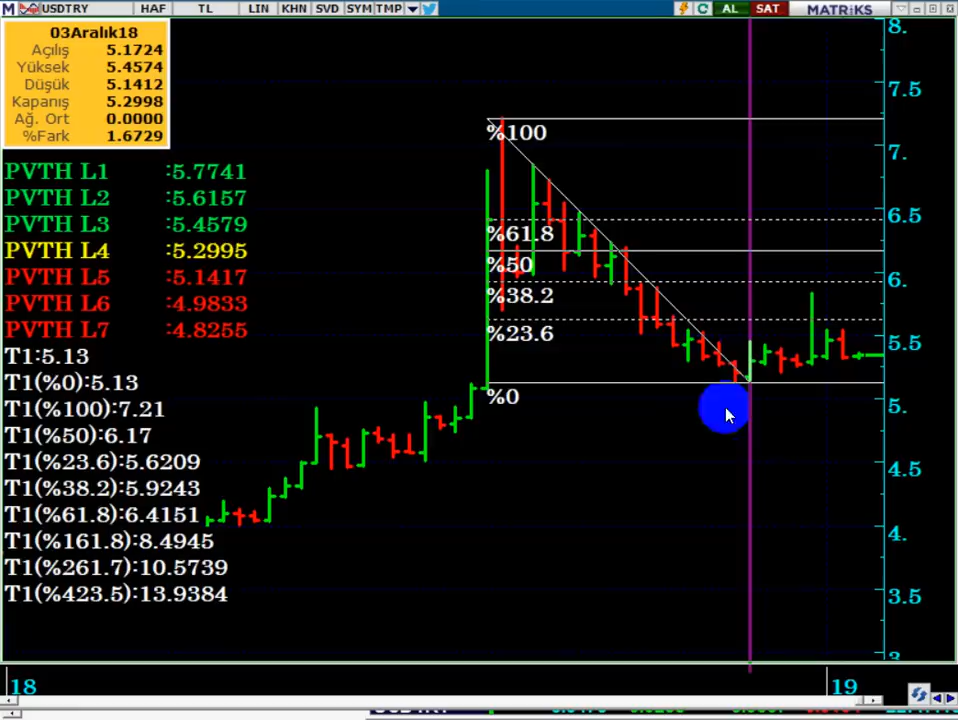 M USDTRY HAF TL LIN KHN SVD SYM TMP AL SAT MATRiKS
03Aralık18
Açılış 5.1724
Yüksek 5.4574
Düşük 5.1412
Kapanış 5.2998
Ağ. Ort 0.0000
%Fark 1.6729
PVTH L1 :5.7741
PVTH L2 :5.6157
PVTH L3 :5.4579
PVTH L4 :5.2995
PVTH L5 :5.1417
PVTH L6 :4.9833
PVTH L7 :4.8255
T1:5.13
T1(%0):5.13
T1(%100):7.21
T1(%50):6.17
T1(%23.6):5.6209
T1(%38.2):5.9243
T1(%61.8):6.4151
T1(%161.8):8.4945
T1(%261.7):10.5739
T1(%423.5):13.9384
%100
%61.8
%50
%38.2
%23.6
%0
8.
7.5
7.
6.5
6.
5.5
5.
4.5
4.
3.5
3
18 19